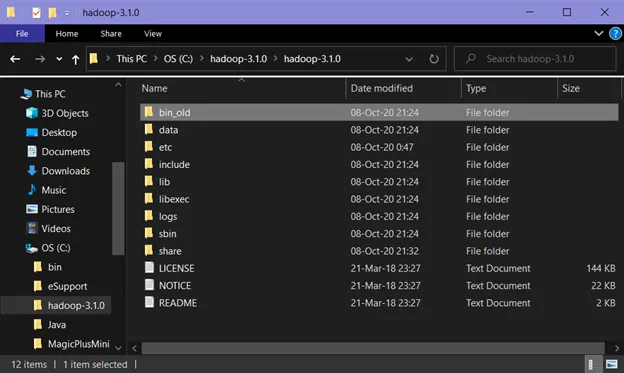 hadoop-3.1.0
File Home Share View
This PC OS (C:) hadoop-3.1.0 hadoop-3.1.0 Search hadoop-3.1.0
This PC
3D Objects
Desktop
Documents
Downloads
Music
Pictures
Videos
OS (C:)
bin
eSupport
hadoop-3.1.0
Java
MagicPlusMini
Name Date modified Type Size
bin_old 08-Oct-20 21:24 File folder
data 08-Oct-20 21:24 File folder
etc 08-Oct-20 0:47 File folder
include 08-Oct-20 21:24 File folder
lib 08-Oct-20 21:24 File folder
libexec 08-Oct-20 21:24 File folder
logs 08-Oct-20 21:24 File folder
sbin 08-Oct-20 21:24 File folder
share 08-Oct-20 21:32 File folder
LICENSE 21-Mar-18 23:27 Text Document 144 KB
NOTICE 21-Mar-18 23:27 Text Document 22 KB
README 21-Mar-18 23:27 Text Document 2 KB
12 items 1 item selected